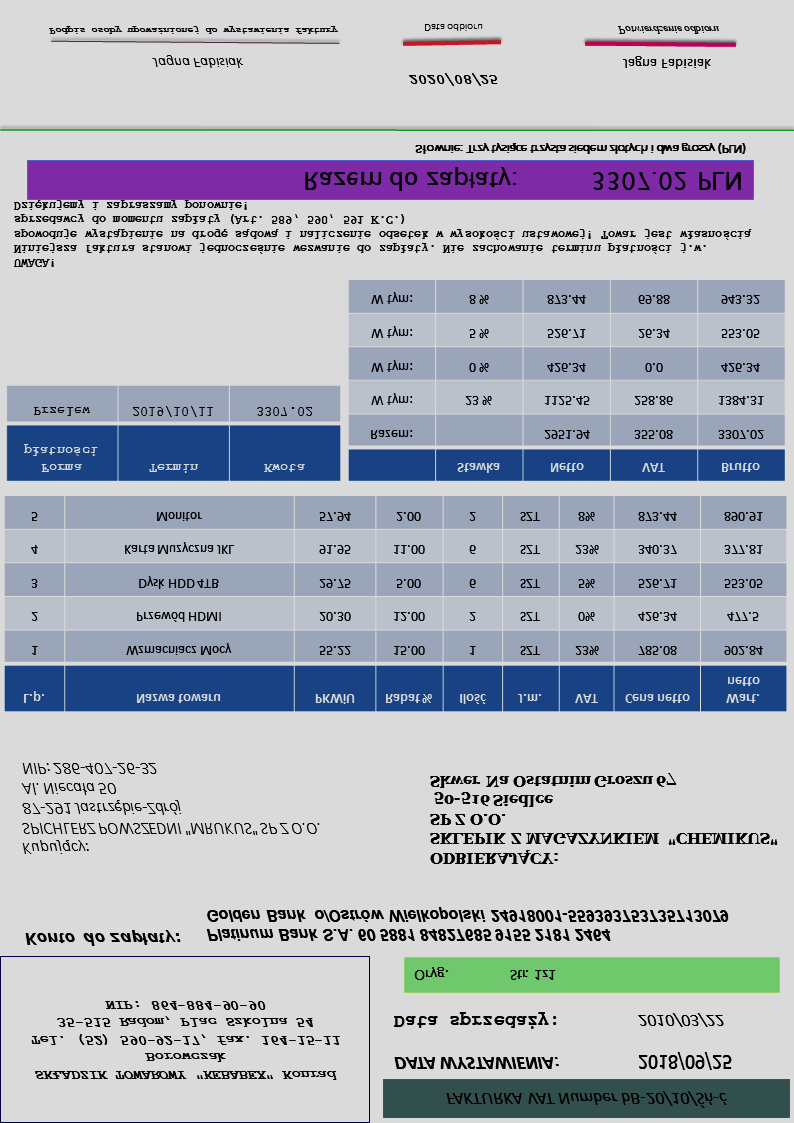 FAKTURKA VAT Number bB-20/10/Śń-ć
DATA WYSTAWIENIA: 2018/09/25
Data sprzedaży: 2010/03/22
Oryg. Str. 1z1
SKŁADZIK TOWAROWY "KEBABEX" Konrad
Borowczak
Tel. (52) 590-92-17, Fax. 164-15-11
35-515 Radom, Plac Szkolna 54
NIP: 864-884-90-90
Konto do zapłaty:
Platinum Bank S.A. 60 5881 84827685 9155 2181 2464
Golden Bank o/Ostrów Wielkopolski 24918001-559393753735713079
Kupujący:
SPICHLERZ POWSZEDNI "MRUKUS" SP Z O.O.
87-291 Jastrzębie-Zdrój
Al. Niecała 50
NIP: 286-407-26-32
ODBIERAJĄCY:
SKLEPIK Z MAGAZYNKIEM "CHEMIKUS"
SP Z O.O.
50-516 Siedlce
Skwer Na Ostatnim Groszu 67
L.p. Nazwa towaru PKWiU Rabat% Ilość J.m. VAT Cena netto Wart.
netto
1 Wzmacniacz Mocy 55.22 15.00 1 SZT 23% 785.08 902.84
2 Przewód HDMI 20.30 12.00 2 SZT 0% 426.34 477.5
3 Dysk HDD 4TB 29.75 5.00 6 SZT 5% 526.71 553.05
4 Karta Muzyczna JKL 91.95 11.00 6 SZT 23% 340.37 377.81
5 Monitor 57.94 2.00 2 SZT 8% 873.44 890.91
Forma
płatności Termin Kwota
Przelew 2019/10/11 3307.02
Stawka Netto VAT Brutto
Razem: 2951.94 355.08 3307.02
W tym: 23 % 1125.45 258.86 1384.31
W tym: 0 % 426.34 0.0 426.34
W tym: 5 % 526.71 26.34 553.05
W tym: 8 % 873.44 69.88 943.32
UWAGA!
Niniejsza faktura stanowi jednocześnie wezwanie do zapłaty. Nie zachowanie terminu płatności j.w.
spowoduje wystąpienie na drogę sądową i naliczenie odsetek w wysokości ustawowej! Towar jest własnością
sprzedawcy do momentu zapłaty (Art. 589, 590, 591 K.C.)
Dziękujemy i zapraszamy ponownie!
Razem do zapłaty: 3307.02 PLN
Słownie: Trzy tysiące trzysta siedem złotych i dwa groszy (PLN)
Jagna Fabisiak
Podpis osoby upoważnionej do wystawienia faktury
2020/08/25
Data odbioru
Jagna Fabisiak
Potwierdzenie odbioru